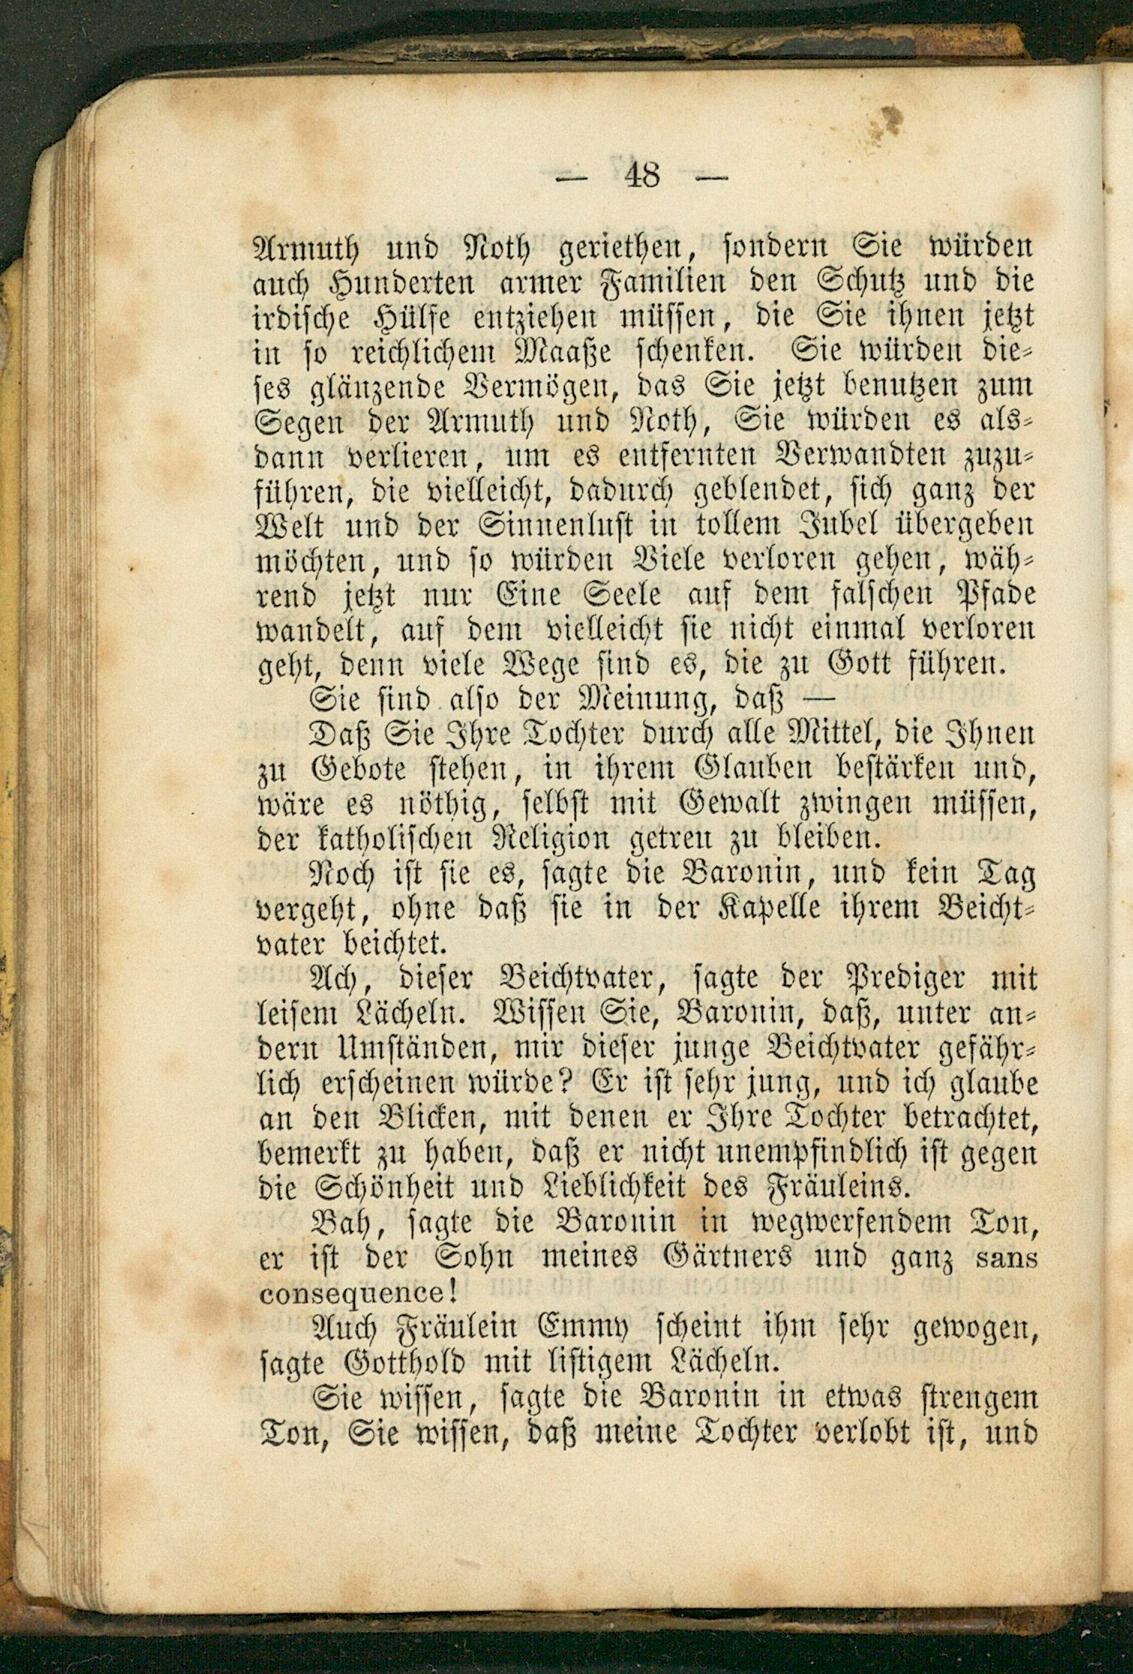 — 48 —
Armuth und Noth geriethen, sondern Sie würden
auch Hunderten armer Familien den Schutz und die
irdische Hülfe entziehen müssen, die Sie ihnen jetzt
in so reichlichem Maaße schenken. Sie würden die-
ses glänzende Vermögen, das Sie jetzt benutzen zum
Segen der Armuth und Noth, Sie würden es als-
dann verlieren, um es entfernten Verwandten zuzu-
führen, die vielleicht, dadurch geblendet, sich ganz der
Welt und der Sinnenlust in tollem Jubel übergeben
möchten, und so würden Viele verloren gehen, wäh-
rend jetzt nur Eine Seele auf dem falschen Pfade
wandelt, auf dem vielleicht sie nicht einmal verloren
geht, denn viele Wege sind es, die zu Gott führen.
Sie sind also der Meinung, daß —
Daß Sie Ihre Tochter durch alle Mittel, die Ihnen
zu Gebote stehen, in ihrem Glauben bestärken und,
wäre es nöthig, selbst mit Gewalt zwingen müssen,
der katholischen Religion getreu zu bleiben.
Noch ist sie es, sagte die Baronin, und kein Tag
vergeht, ohne daß sie in der Kapelle ihrem Beicht-
vater beichtet.
Ach, dieser Beichtvater, sagte der Prediger mit
leisem Lächeln. Wissen Sie, Baronin, daß, unter an-
dern Umständen, mir dieser junge Beichtvater gefähr-
lich erscheinen würde? Er ist sehr jung, und ich glaube
an den Blicken, mit denen er Ihre Tochter betrachtet,
bemerkt zu haben, daß er nicht unempfindlich ist gegen
die Schönheit und Lieblichkeit des Fräuleins.
Bah, sagte die Baronin in wegwerfendem Ton,
er ist der Sohn meines Gärtners und ganz sans
consequence!
Auch Fräulein Emmy scheint ihm sehr gewogen,
sagte Gotthold mit listigem Lächeln.
Sie wissen, sagte die Baronin in etwas strengem
Ton, Sie wissen, daß meine Tochter verlobt ist, und